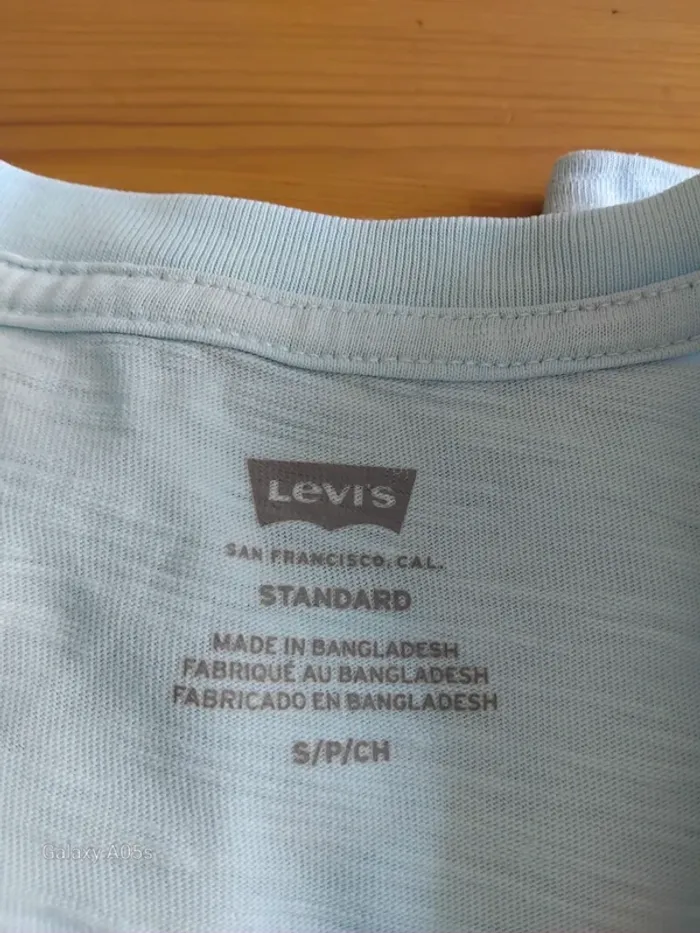 Levi's
SAN FRANCISCO, CAL.
STANDARD
MADE IN BANGLADESH
FABRIQUÉ AU BANGLADESH
FABRICADO EN BANGLADESH
S/P/CH
Galaxy A05s